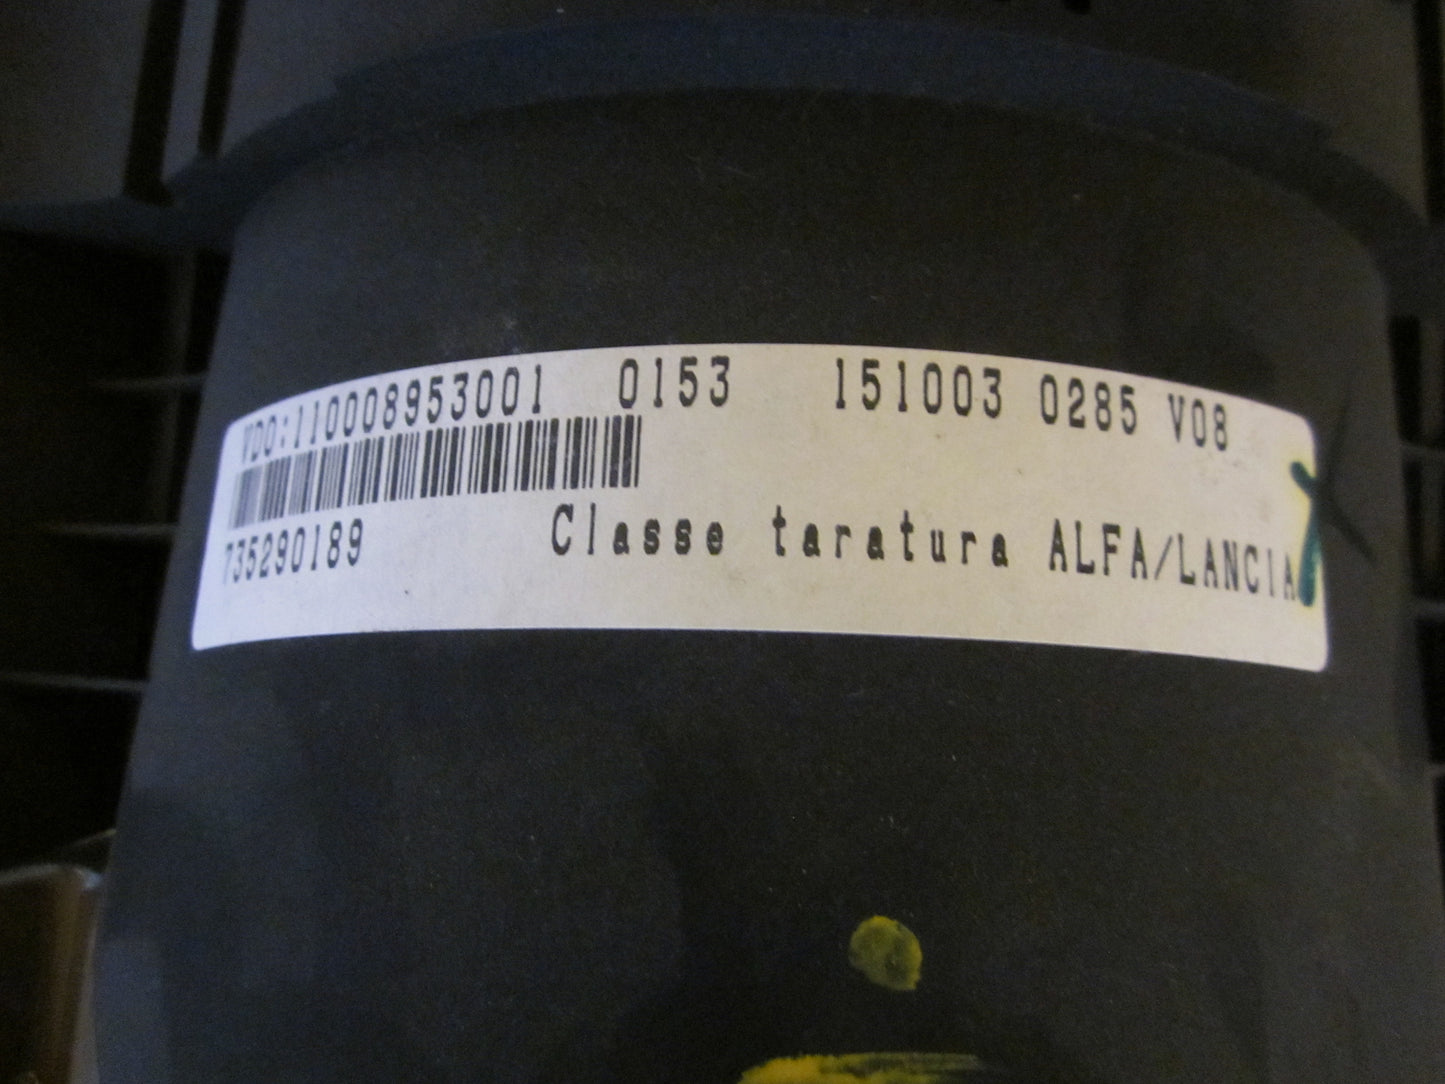 VDO:110008953001 0153 151003 0285 V08
735290189 Classe taratura ALFA/LANCIA